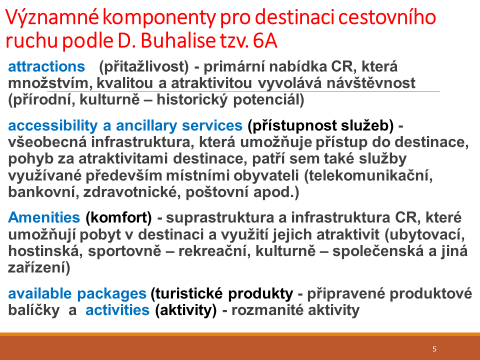 Významné komponenty pro destinaci cestovního
ruchu podle D. Buhalise tzv. 6A
attractions (přitažlivost) - primární nabídka CR, která
množstvím, kvalitou a atraktivitou vyvolává návštěvnost
(přírodní, kulturně – historický potenciál)
accessibility a ancillary services (přístupnost služeb) -
všeobecná infrastruktura, která umožňuje přístup do destinace,
pohyb za atraktivitami destinace, patří sem také služby
využívané především místními obyvateli (telekomunikační,
bankovní, zdravotnické, poštovní apod.)
Amenities (komfort) - suprastruktura a infrastruktura CR, které
umožňují pobyt v destinaci a využití jejich atraktivit (ubytovací,
hostinská, sportovně – rekreační, kulturně – společenská a jiná
zařízení)
available packages (turistické produkty - připravené produktové
balíčky a activities (aktivity) - rozmanité aktivity
5